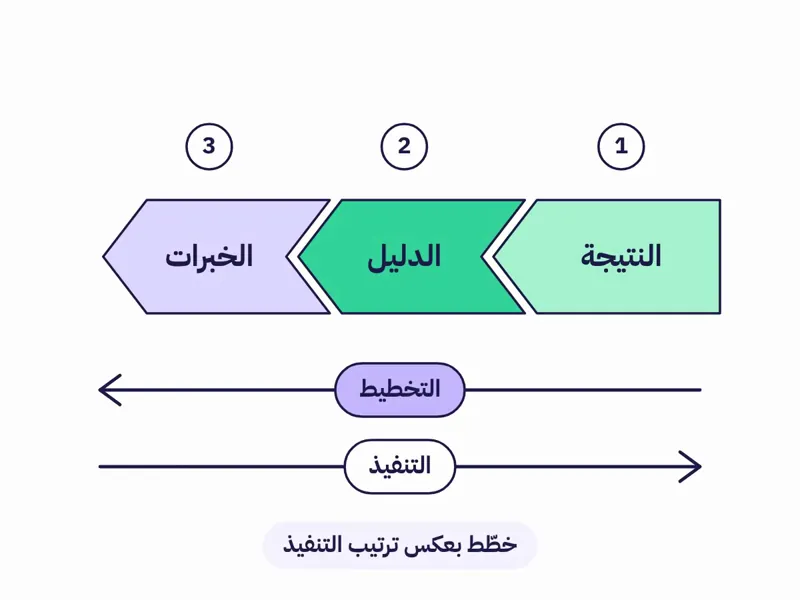 1
2
3
النتيجة
الدليل
الخبرات
التخطيط
التنفيذ
خطّط بعكس ترتيب التنفيذ